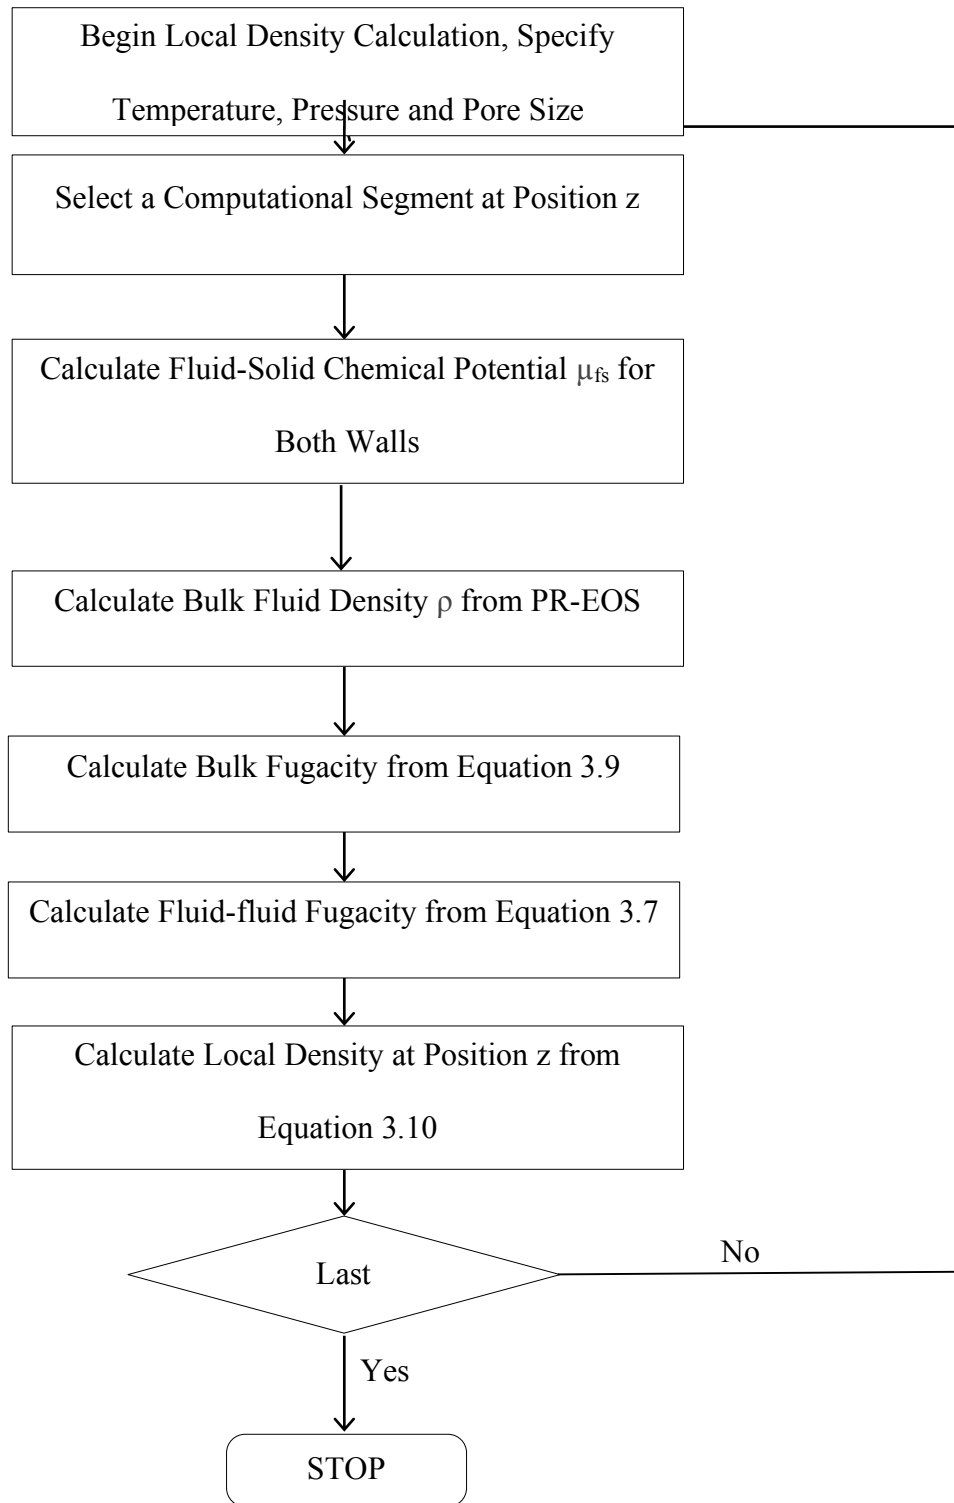 Begin Local Density Calculation, Specify
Temperature, Pressure and Pore Size
Select a Computational Segment at Position z
Calculate Fluid-Solid Chemical Potential μfs for
Both Walls
Calculate Bulk Fluid Density ρ from PR-EOS
Calculate Bulk Fugacity from Equation 3.9
Calculate Fluid-fluid Fugacity from Equation 3.7
Calculate Local Density at Position z from
Equation 3.10
Last
No
Yes
STOP